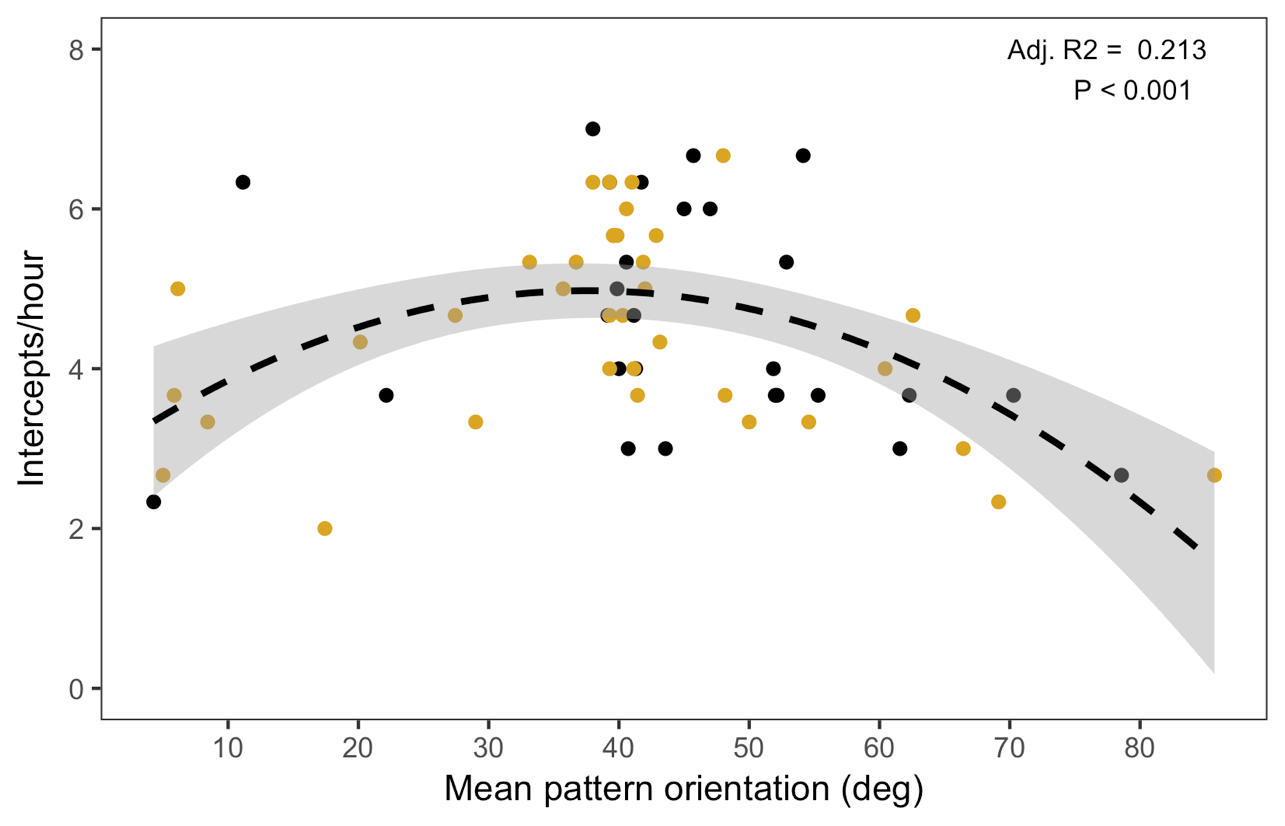 Adj. R2 = 0.213
P < 0.001
8
6
4
2
0
Intercepts/hour
10 20 30 40 50 60 70 80
Mean pattern orientation (deg)